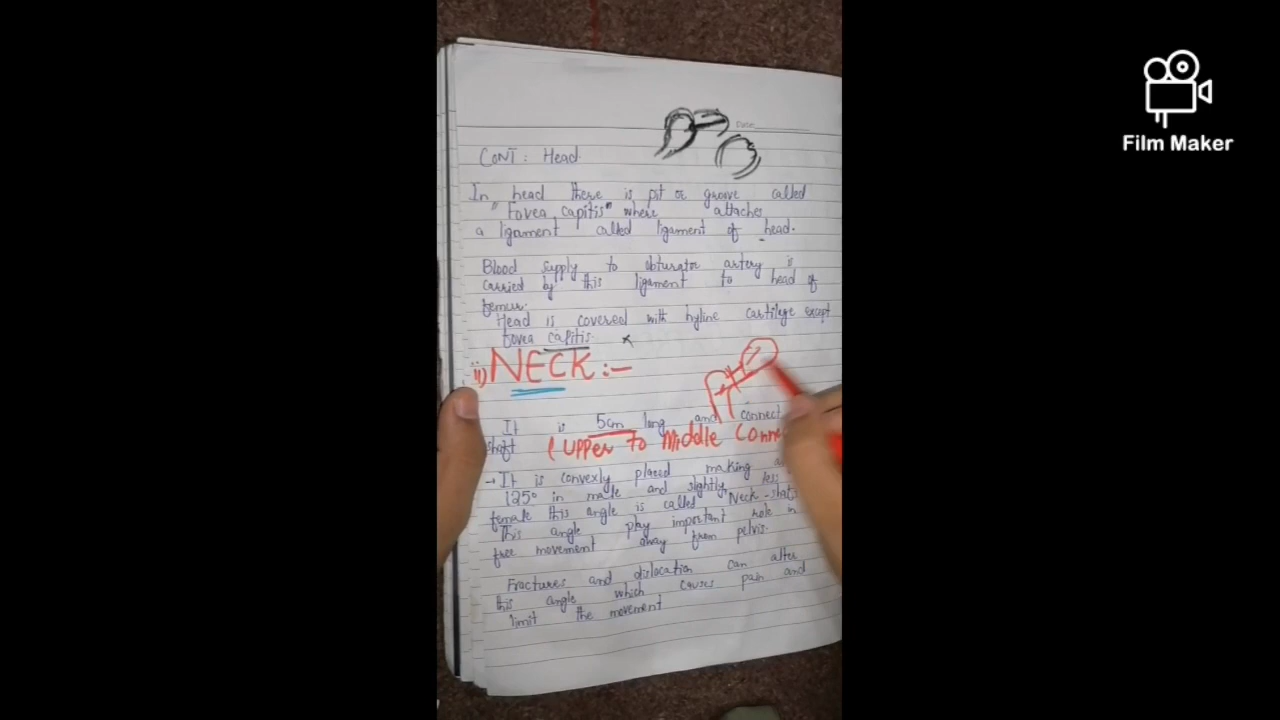 Film Maker
Date
CONT: Head.
In head there is pit or groove called
"Fovea capitis" where attaches
a ligament called ligament of head.
Blood supply to obturator artery is
carried by this ligament to head of
femur.
Head is covered with hyline cartilege except
fovea capitis.
ii) NECK :-
It is 5cm long and connect
shaft (Upper to Middle Conne
→ It is convexly placed making a
125° in male and slightly less
female this angle is called "Neck-shat
This angle play important role in
free movement away from pelvis.
Fractures and dislocation can alter
this angle which causes pain and
limit the movement